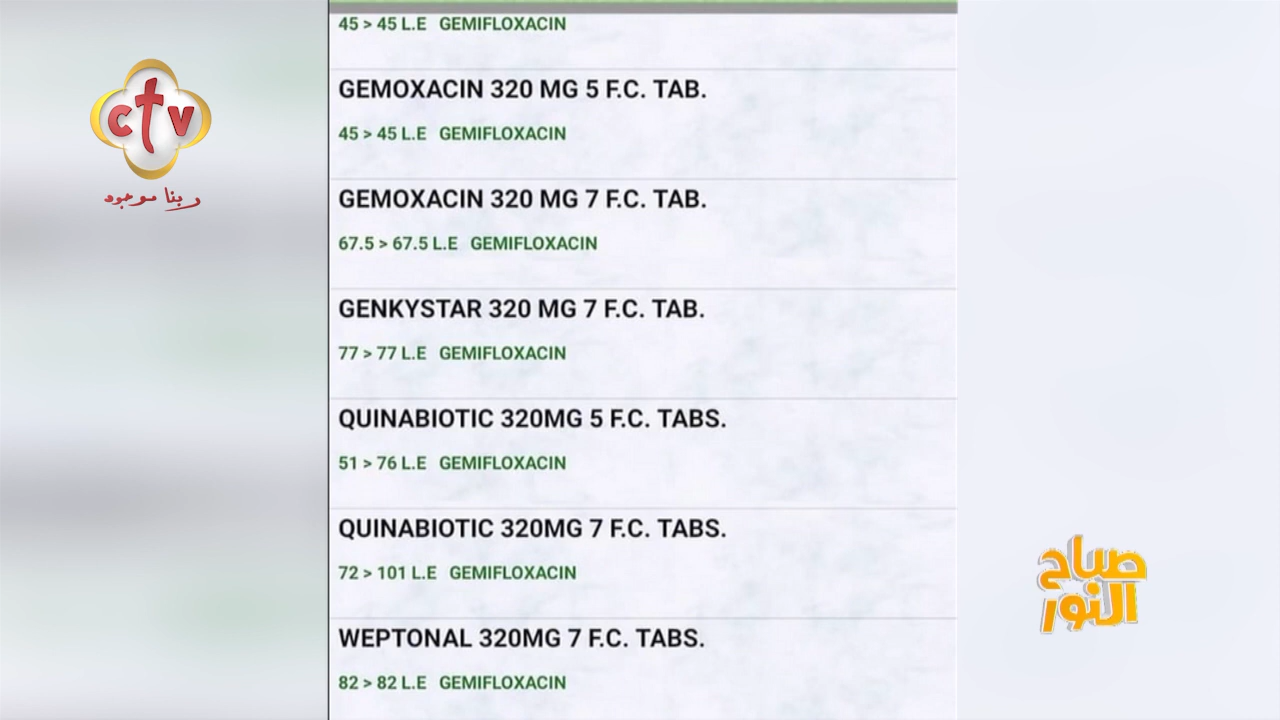 ctv
ربنا موجود
45 > 45 L.E GEMIFLOXACIN
GEMOXACIN 320 MG 5 F.C. TAB.
45 > 45 L.E GEMIFLOXACIN
GEMOXACIN 320 MG 7 F.C. TAB.
67.5 > 67.5 L.E GEMIFLOXACIN
GENKYSTAR 320 MG 7 F.C. TAB.
77 > 77 L.E GEMIFLOXACIN
QUINABIOTIC 320MG 5 F.C. TABS.
51 > 76 L.E GEMIFLOXACIN
QUINABIOTIC 320MG 7 F.C. TABS.
72 > 101 L.E GEMIFLOXACIN
WEPTONAL 320MG 7 F.C. TABS.
82 > 82 L.E GEMIFLOXACIN
صباح
النور